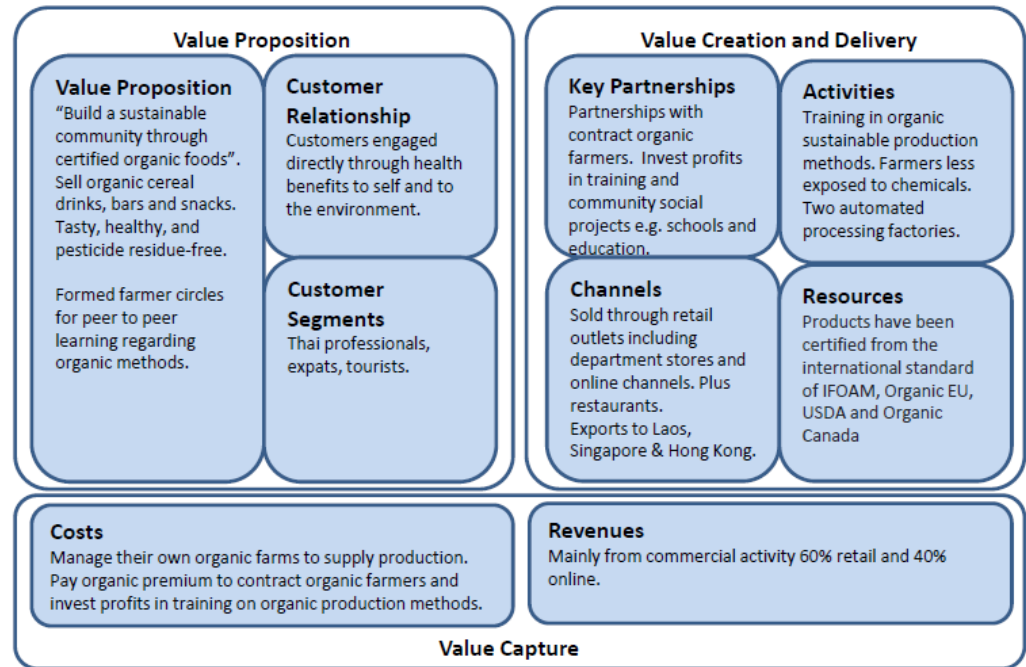 Value Proposition
Value Proposition
“Build a sustainable
community through
certified organic foods”.
Sell organic cereal
drinks, bars and snacks.
Tasty, healthy, and
pesticide residue-free.
Formed farmer circles
for peer to peer
learning regarding
organic methods.
Customer
Relationship
Customers engaged
directly through health
benefits to self and to
the environment.
Customer
Segments
Thai professionals,
expats, tourists.
Value Creation and Delivery
Key Partnerships
Partnerships with
contract organic
farmers.  Invest profits
in training and
community social
projects e.g. schools and
education.
Activities
Training in organic
sustainable production
methods. Farmers less
exposed to chemicals.
Two automated
processing factories.
Channels
Sold through retail
outlets including
department stores and
online channels. Plus
restaurants.
Exports to Laos,
Singapore & Hong Kong.
Resources
Products have been
certified from the
international standard
of IFOAM, Organic EU,
USDA and Organic
Canada
Costs
Manage their own organic farms to supply production.
Pay organic premium to contract organic farmers and
invest profits in training on organic production methods.
Revenues
Mainly from commercial activity 60% retail and 40%
online.
Value Capture